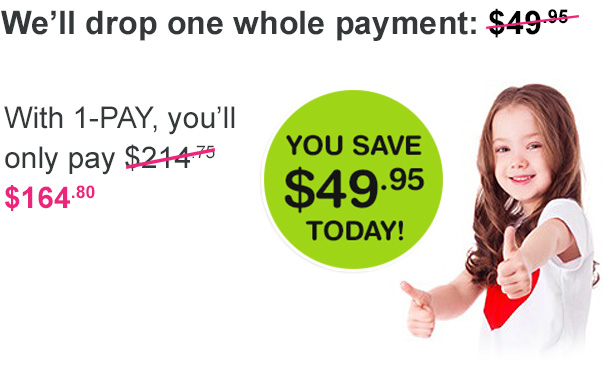 We’ll drop one whole payment: $49.95
With 1-PAY, you’ll
only pay $214.75
$164.80
YOU SAVE
$49.95
TODAY!